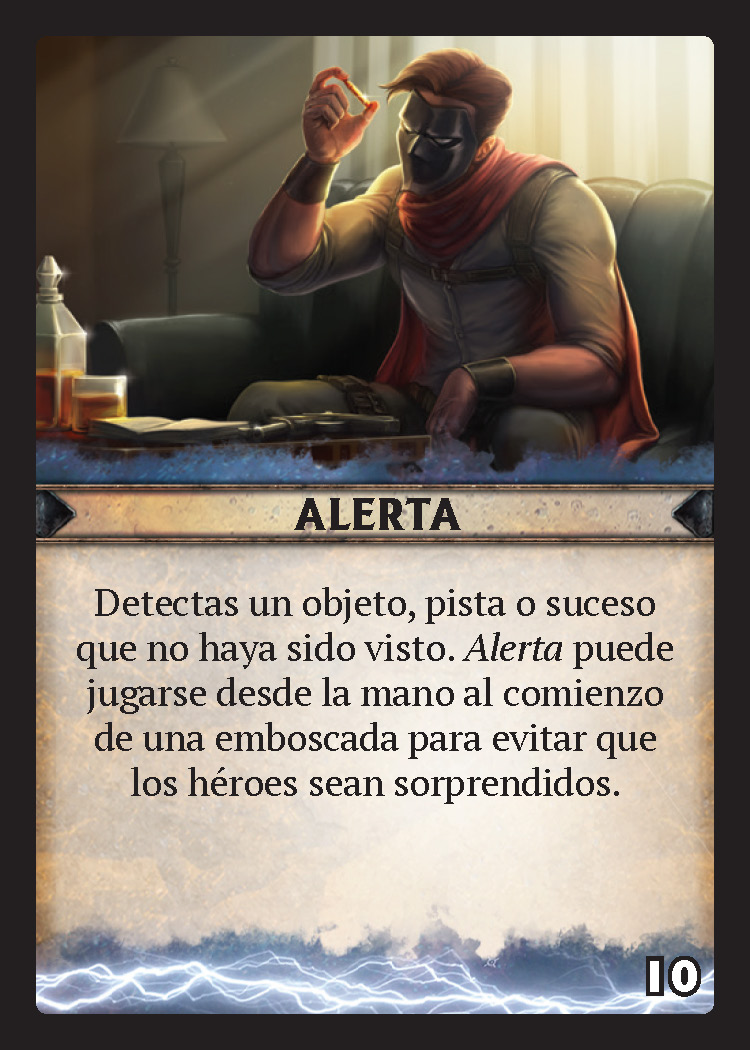 ALERTA
Detectas un objeto, pista o suceso
que no haya sido visto. Alerta puede
jugarse desde la mano al comienzo
de una emboscada para evitar que
los héroes sean sorprendidos.
10